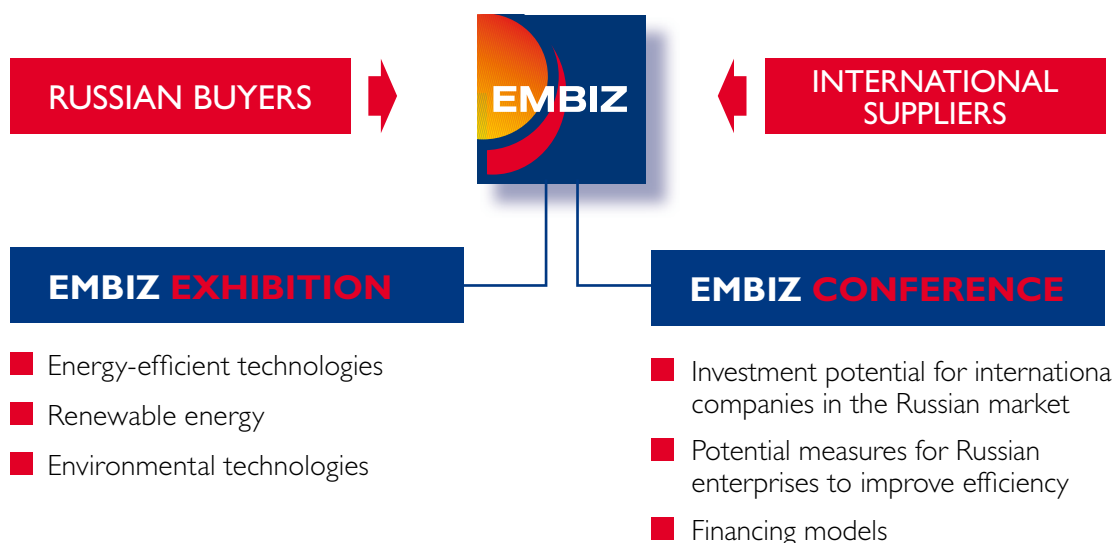 RUSSIAN BUYERS
EMBIZ
INTERNATIONAL
SUPPLIERS
EMBIZ EXHIBITION
Energy-efficient technologies
Renewable energy
Environmental technologies
EMBIZ CONFERENCE
Investment potential for internationa
companies in the Russian market
Potential measures for Russian
enterprises to improve efficiency
Financing models